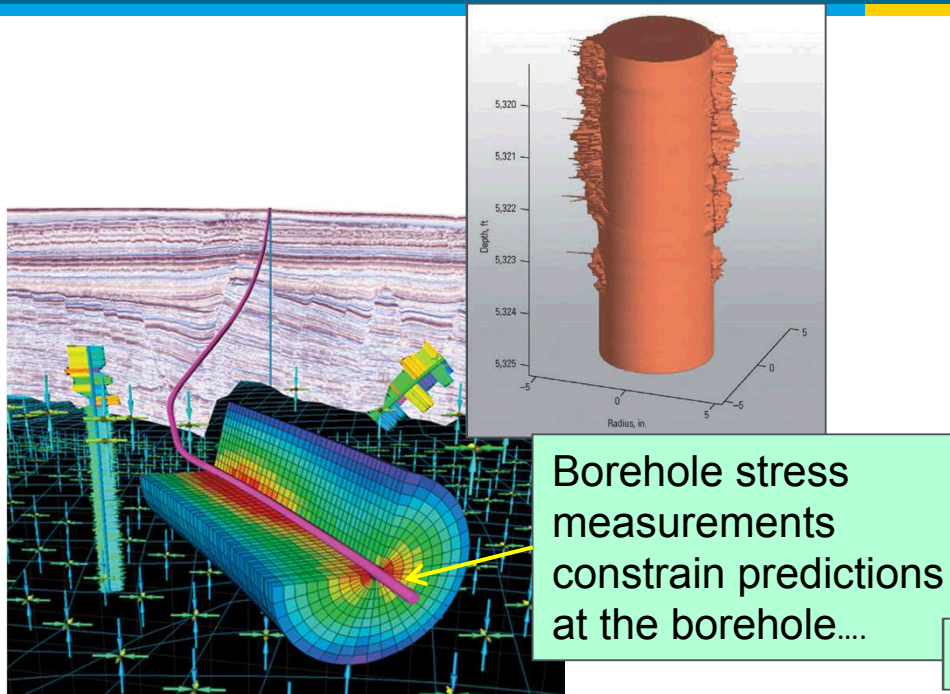 5,320
5,321
5,322
5,323
5,324
5,325
Depth, ft
–5
0
5
–5
0
5
Radius, in.
Borehole stress
measurements
constrain predictions
at the borehole....